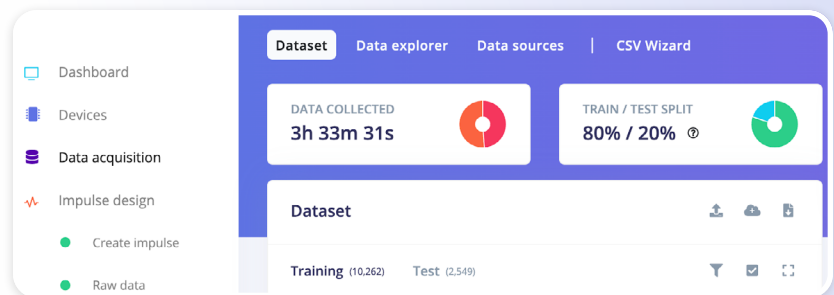 Dashboard
Devices
Data acquisition
Impulse design
Create impulse
Raw data
Dataset Data explorer Data sources | CSV Wizard
DATA COLLECTED
3h 33m 31s
TRAIN / TEST SPLIT
80% / 20% ?
Dataset
Training (10,262) Test (2,549)